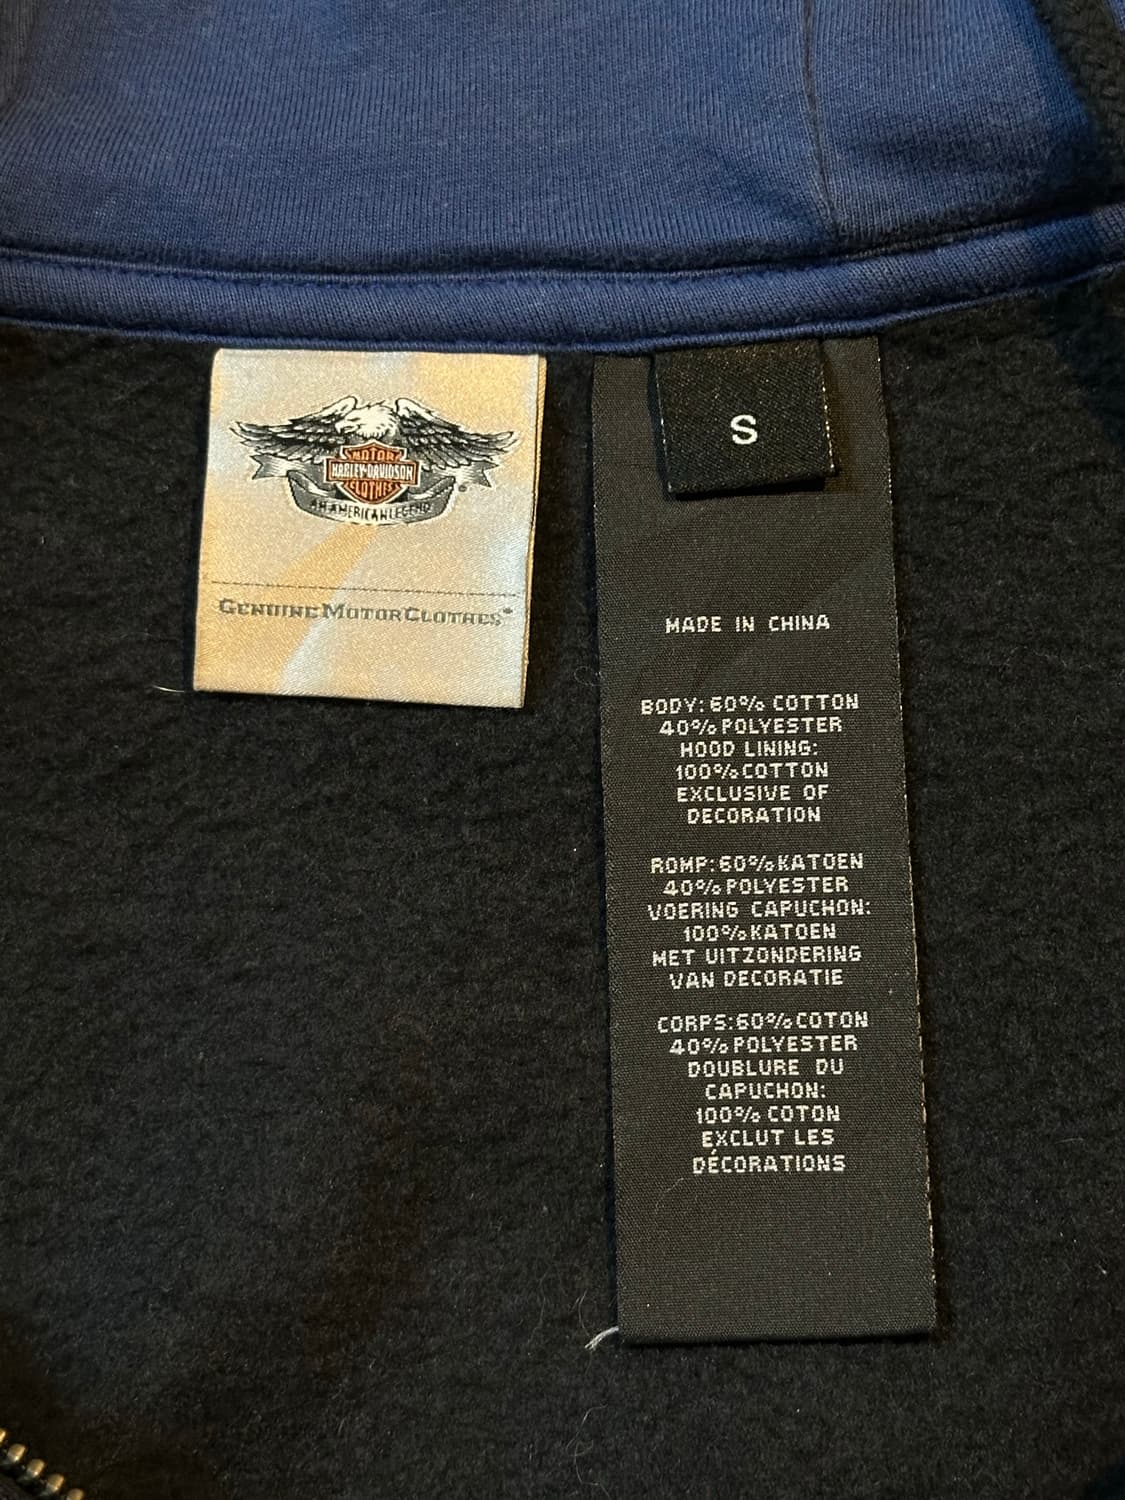 MOTOR
HARLEY-DAVIDSON
CLOTHES
AN AMERICAN LEGEND
®
GENUINE MOTORCLOTHES®
S
MADE IN CHINA
BODY: 60% COTTON
40% POLYESTER
HOOD LINING:
100% COTTON
EXCLUSIVE OF
DECORATION
ROMP: 60% KATOEN
40% POLYESTER
VOERING CAPUCHON:
100% KATOEN
MET UITZONDERING
VAN DECORATIE
CORPS: 60% COTON
40% POLYESTER
DOUBLURE DU
CAPUCHON:
100% COTON
EXCLUT LES
DÉCORATIONS